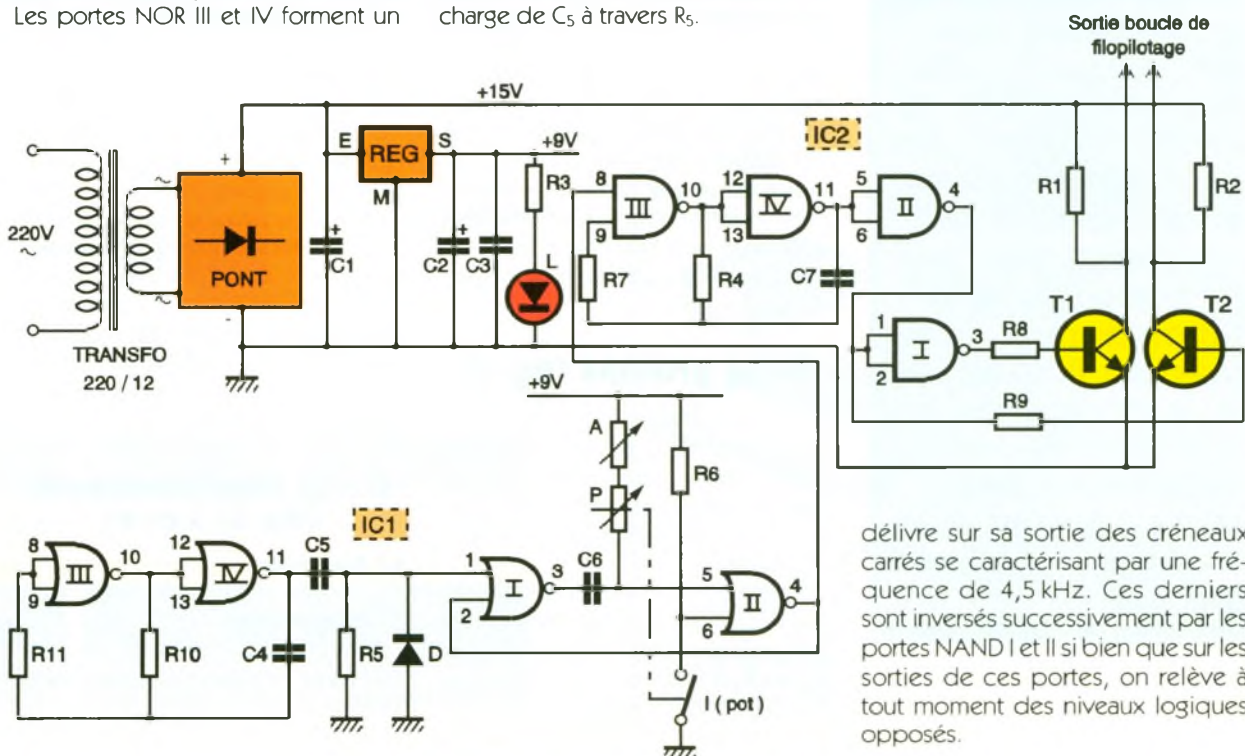 Les portes NOR III et IV forment un
charge de C5 à travers R5.
Sortie boucle de
filopilotage
+15V
IC2
E
REG
S
+9V
M
+
220V
~
~
~
PONT
-
+
C1
+
C2
C3
R3
L
8
9
III
10
12
13
IV
11
5
6
II
4
R7
R4
C7
R1
R2
T1
T2
1
2
I
3
R8
R9
TRANSFO
220 / 12
+9V
A
P
R6
IC1
8
9
III
10
12
13
IV
11
C5
1
2
I
3
C6
5
6
II
4
R11
R10
C4
R5
D
I ( pot )
délivre sur sa sortie des créneaux
carrés se caractérisant par une fré-
quence de 4,5 kHz. Ces derniers
sont inversés successivement par les
portes NAND I et II si bien que sur les
sorties de ces portes, on relève à
tout moment des niveaux logiques
opposés.